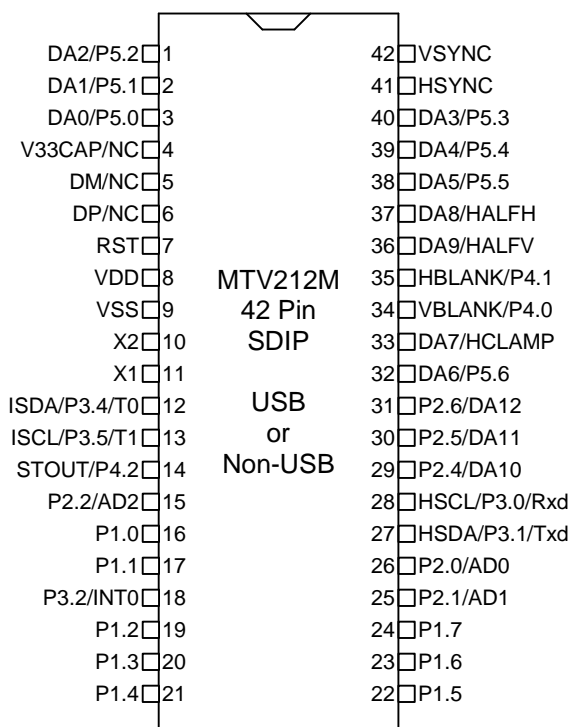 DA2/P5.2 1 42 VSYNC
DA1/P5.1 2 41 HSYNC
DA0/P5.0 3 40 DA3/P5.3
V33CAP/NC 4 39 DA4/P5.4
DM/NC 5 38 DA5/P5.5
DP/NC 6 37 DA8/HALFH
RST 7 36 DA9/HALFV
VDD 8 MTV212M 35 HBLANK/P4.1
VSS 9 42 Pin 34 VBLANK/P4.0
X2 10 SDIP 33 DA7/HCLAMP
X1 11 32 DA6/P5.6
ISDA/P3.4/T0 12 USB 31 P2.6/DA12
ISCL/P3.5/T1 13 or 30 P2.5/DA11
STOUT/P4.2 14 Non-USB 29 P2.4/DA10
P2.2/AD2 15 28 HSCL/P3.0/Rxd
P1.0 16 27 HSDA/P3.1/Txd
P1.1 17 26 P2.0/AD0
P3.2/INT0 18 25 P2.1/AD1
P1.2 19 24 P1.7
P1.3 20 23 P1.6
P1.4 21 22 P1.5